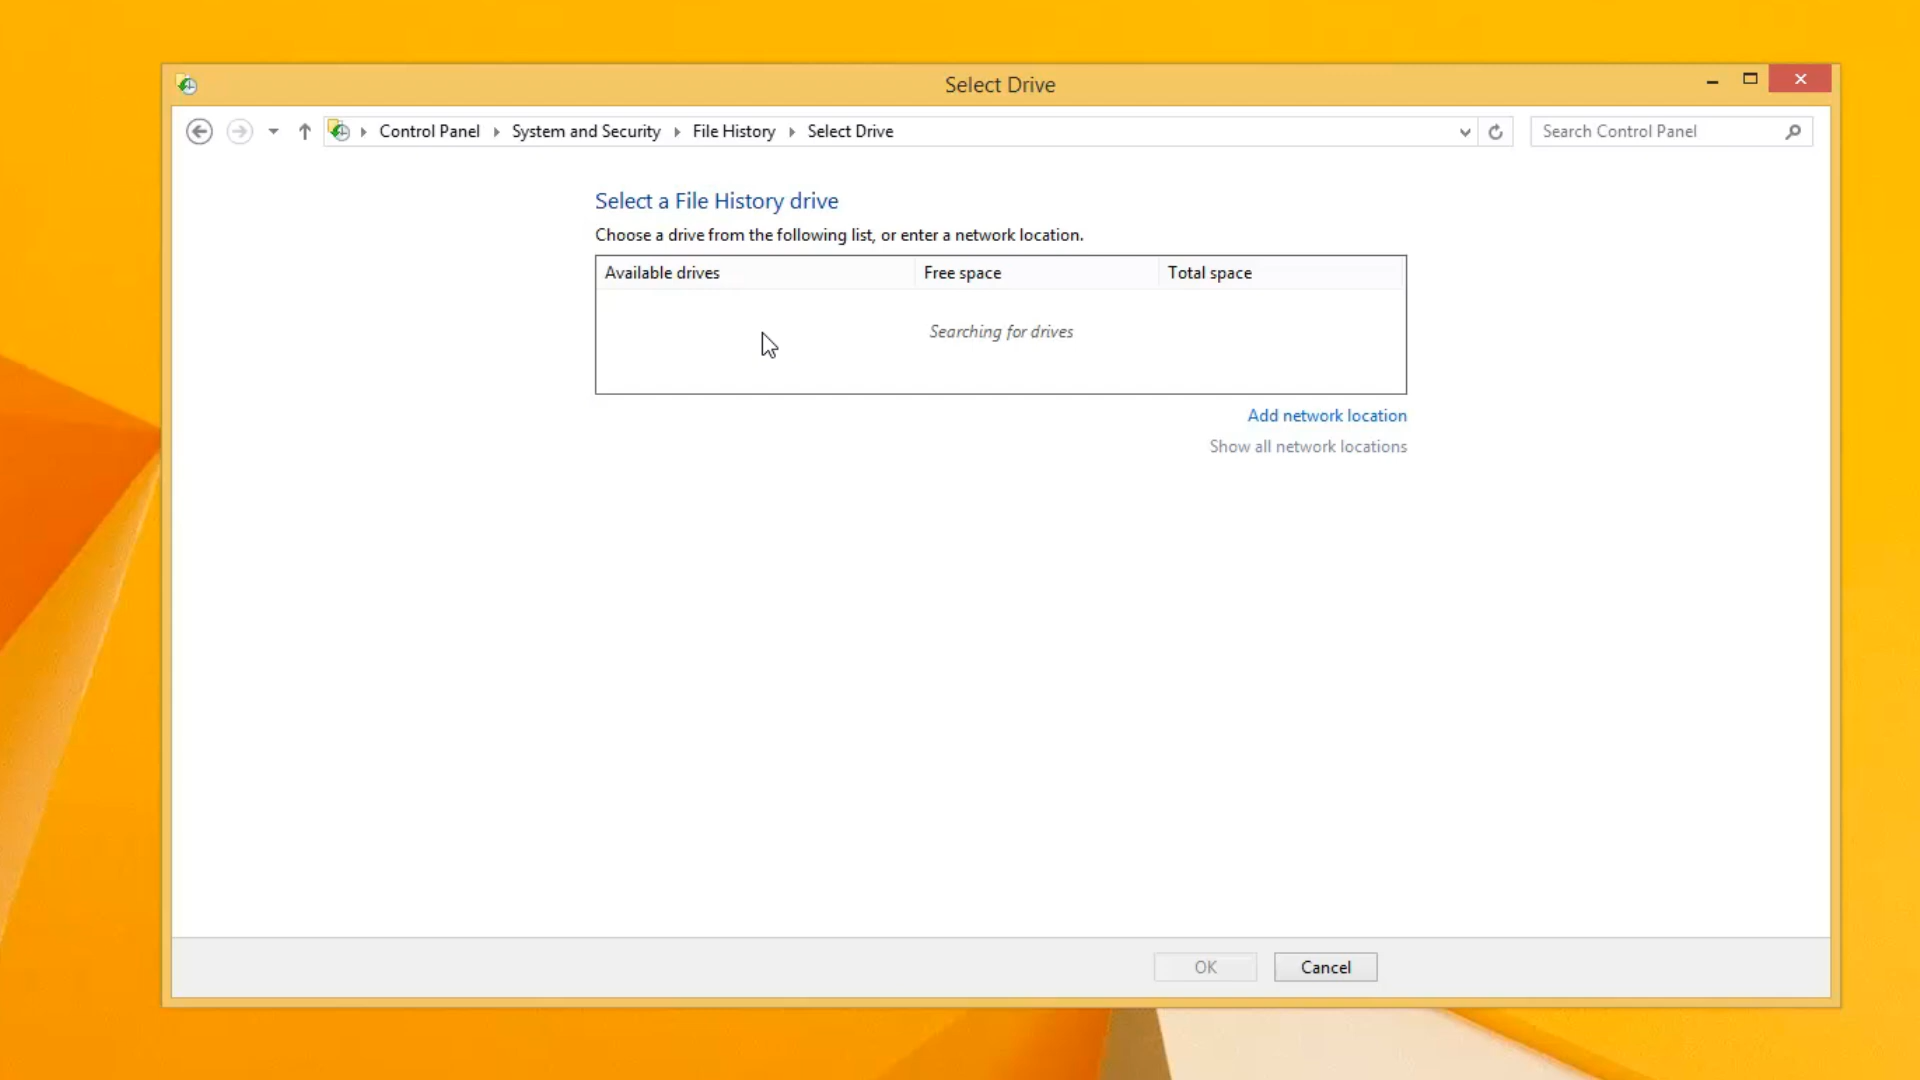 Select Drive
Control Panel System and Security File History Select Drive
Search Control Panel
Select a File History drive
Choose a drive from the following list, or enter a network location.
Available drives Free space Total space
Searching for drives
Add network location
Show all network locations
OK Cancel